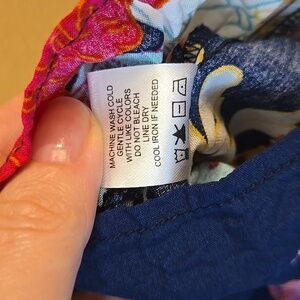 MACHINE WASH COLD
GENTLE CYCLE
WITH LIKE COLORS
DO NOT BLEACH
LINE DRY
COOL IRON IF NEEDED